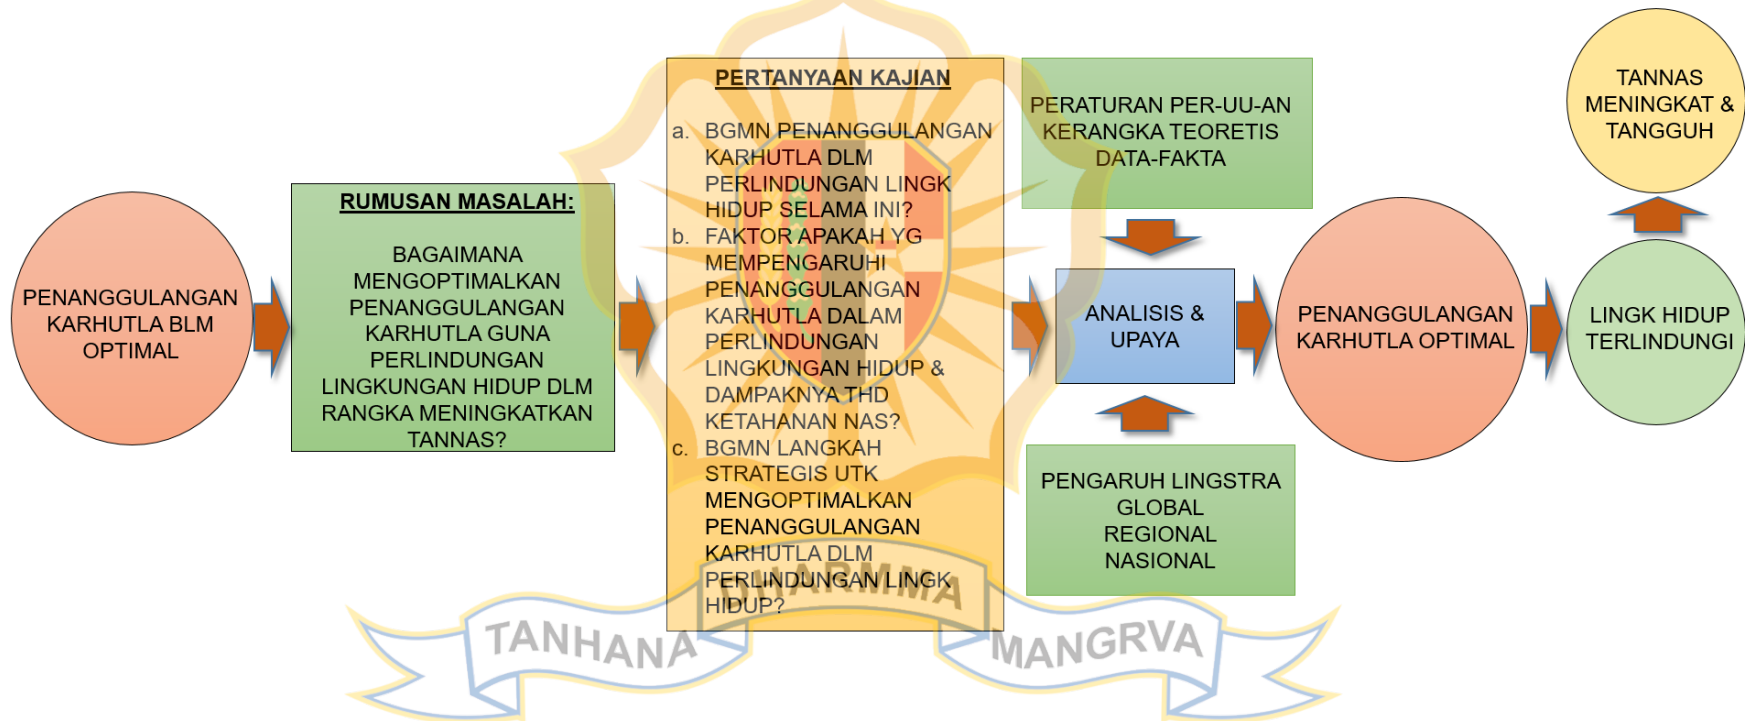 PENANGGULANGAN
KARHUTLA BLM
OPTIMAL
RUMUSAN MASALAH:
BAGAIMANA
MENGOPTIMALKAN
PENANGGULANGAN
KARHUTLA GUNA
PERLINDUNGAN
LINGKUNGAN HIDUP DLM
RANGKA MENINGKATKAN
TANNAS?
PERTANYAAN KAJIAN
a. BGMN PENANGGULANGAN
KARHUTLA DLM
PERLINDUNGAN LINGK
HIDUP SELAMA INI?
b. FAKTOR APAKAH YG
MEMPENGARUHI
PENANGGULANGAN
KARHUTLA DALAM
PERLINDUNGAN
LINGKUNGAN HIDUP &
DAMPAKNYA THD
KETAHANAN NAS?
c. BGMN LANGKAH
STRATEGIS UTK
MENGOPTIMALKAN
PENANGGULANGAN
KARHUTLA DLM
PERLINDUNGAN LINGK
HIDUP?
PERATURAN PER-UU-AN
KERANGKA TEORETIS
DATA-FAKTA
ANALISIS &
UPAYA
PENGARUH LINGSTRA
GLOBAL
REGIONAL
NASIONAL
PENANGGULANGAN
KARHUTLA OPTIMAL
LINGK HIDUP
TERLINDUNGI
TANNAS
MENINGKAT &
TANGGUH
TANHANA DHARMMA MANGRVA